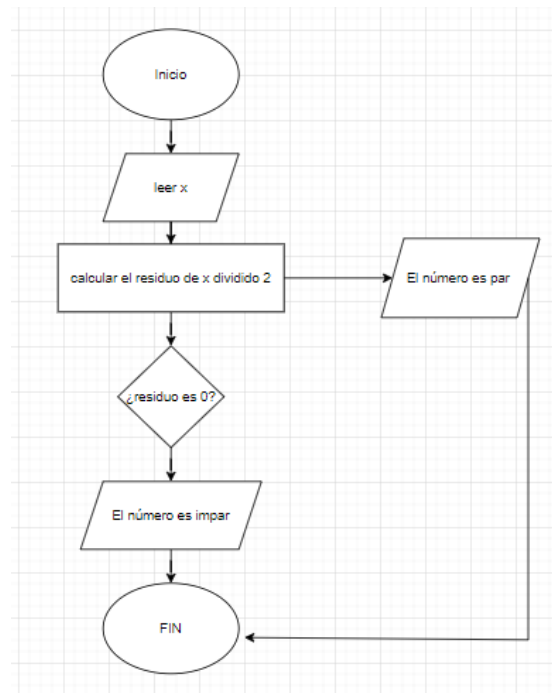 Inicio
leer x
calcular el residuo de x dividido 2
El número es par
¿residuo es 0?
El número es impar
FIN